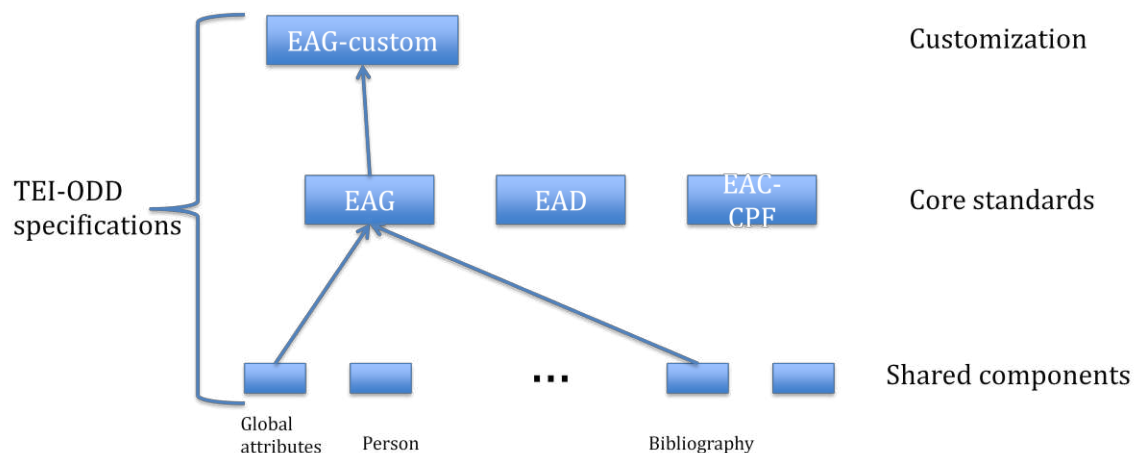 EAG-custom
Customization
TEI-ODD
specifications
EAG
EAD
EAC-
CPF
Core standards
...
Shared components
Global
attributes
Person
Bibliography